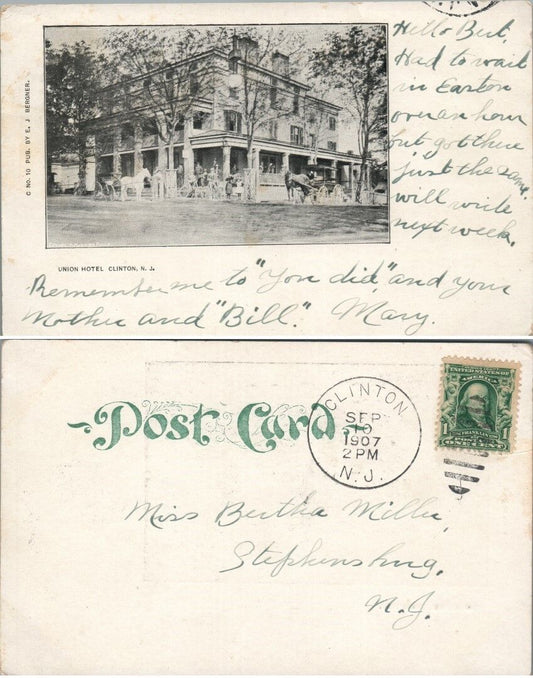 C NO. 10 PUB. BY E. J. BERGNER.
Hello Bert,
Had to wait
in Easton
over an hour
but got there
just the same.
will write
next week.
UNION HOTEL CLINTON, N. J.
Remember me to "You did," and your
Mother and "Bill." Mary.
Post Card
CLINTON
SEP
10
1907
2 PM
N.J.
UNITED STATES OF
AMERICA
1 1
FRANKLIN
POSTAGE
ONE CENT
Miss Bertha Miller,
Stephensburg,
N. J.